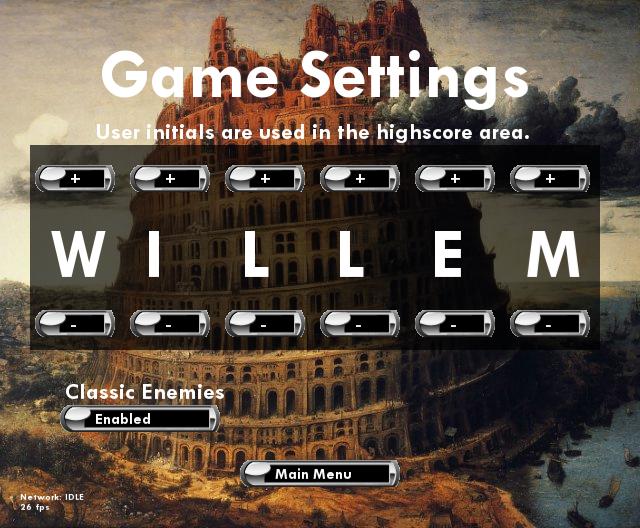 Game Settings
User initials are used in the highscore area.
+ + + + + +
W I L L E M
- - - - - -
Classic Enemies
Enabled
Main Menu
Network: IDLE
26 fps